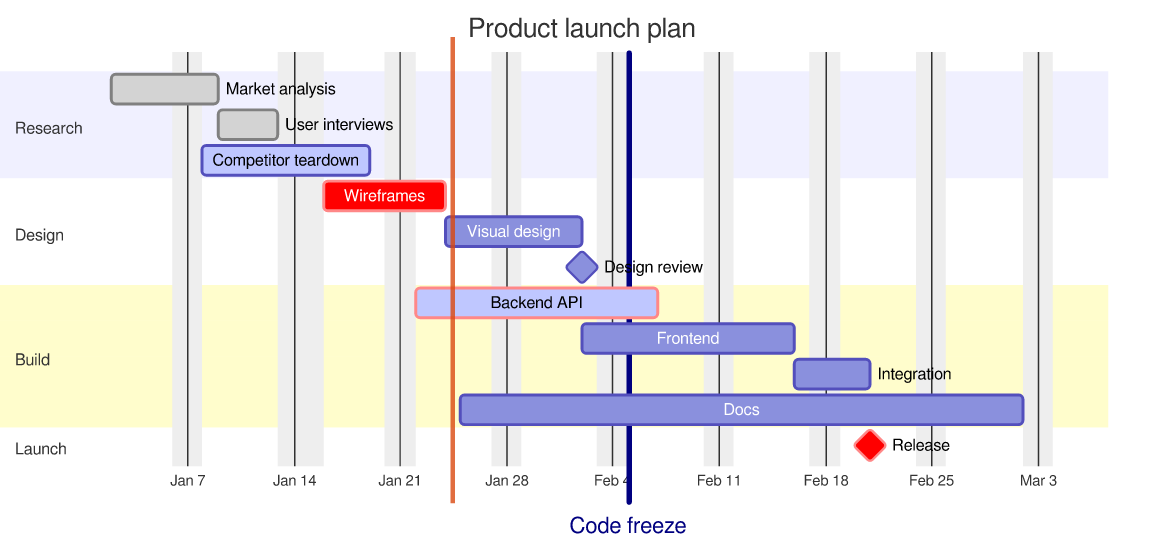 Product launch plan
Market analysis
User interviews
Research
Competitor teardown
Wireframes
Visual design
Design
Design review
Backend API
Frontend
Build
Integration
Docs
Launch
Release
Jan 7
Jan 14
Jan 21
Jan 28
Feb 4
Feb 11
Feb 18
Feb 25
Mar 3
Code freeze